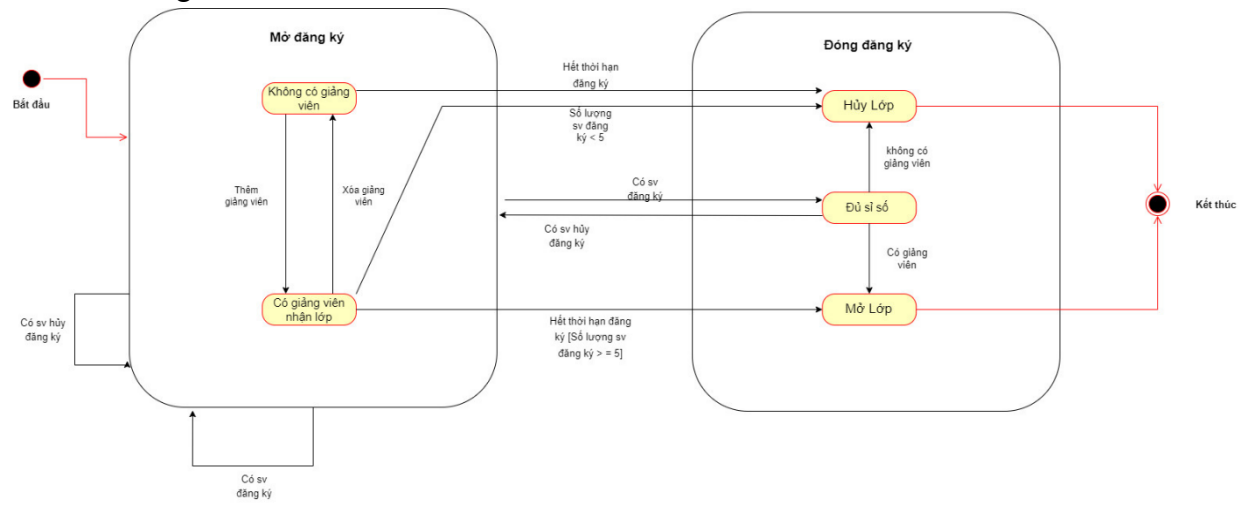 Mở đăng ký
Đóng đăng ký
Bắt đầu
Không có giảng
viên
Hết thời hạn
đăng ký
Hủy Lớp
Số lượng
sv đăng
ký < 5
không có
giảng viên
Thêm
giảng viên
Xóa giảng
viên
Có sv
đăng ký
Đủ sỉ số
Kết thúc
Có sv hủy
đăng ký
Có giảng
viên
Có giảng viên
nhận lớp
Mở Lớp
Có sv hủy
đăng ký
Hết thời hạn đăng
ký [Số lượng sv
đăng ký > = 5]
Có sv
đăng ký